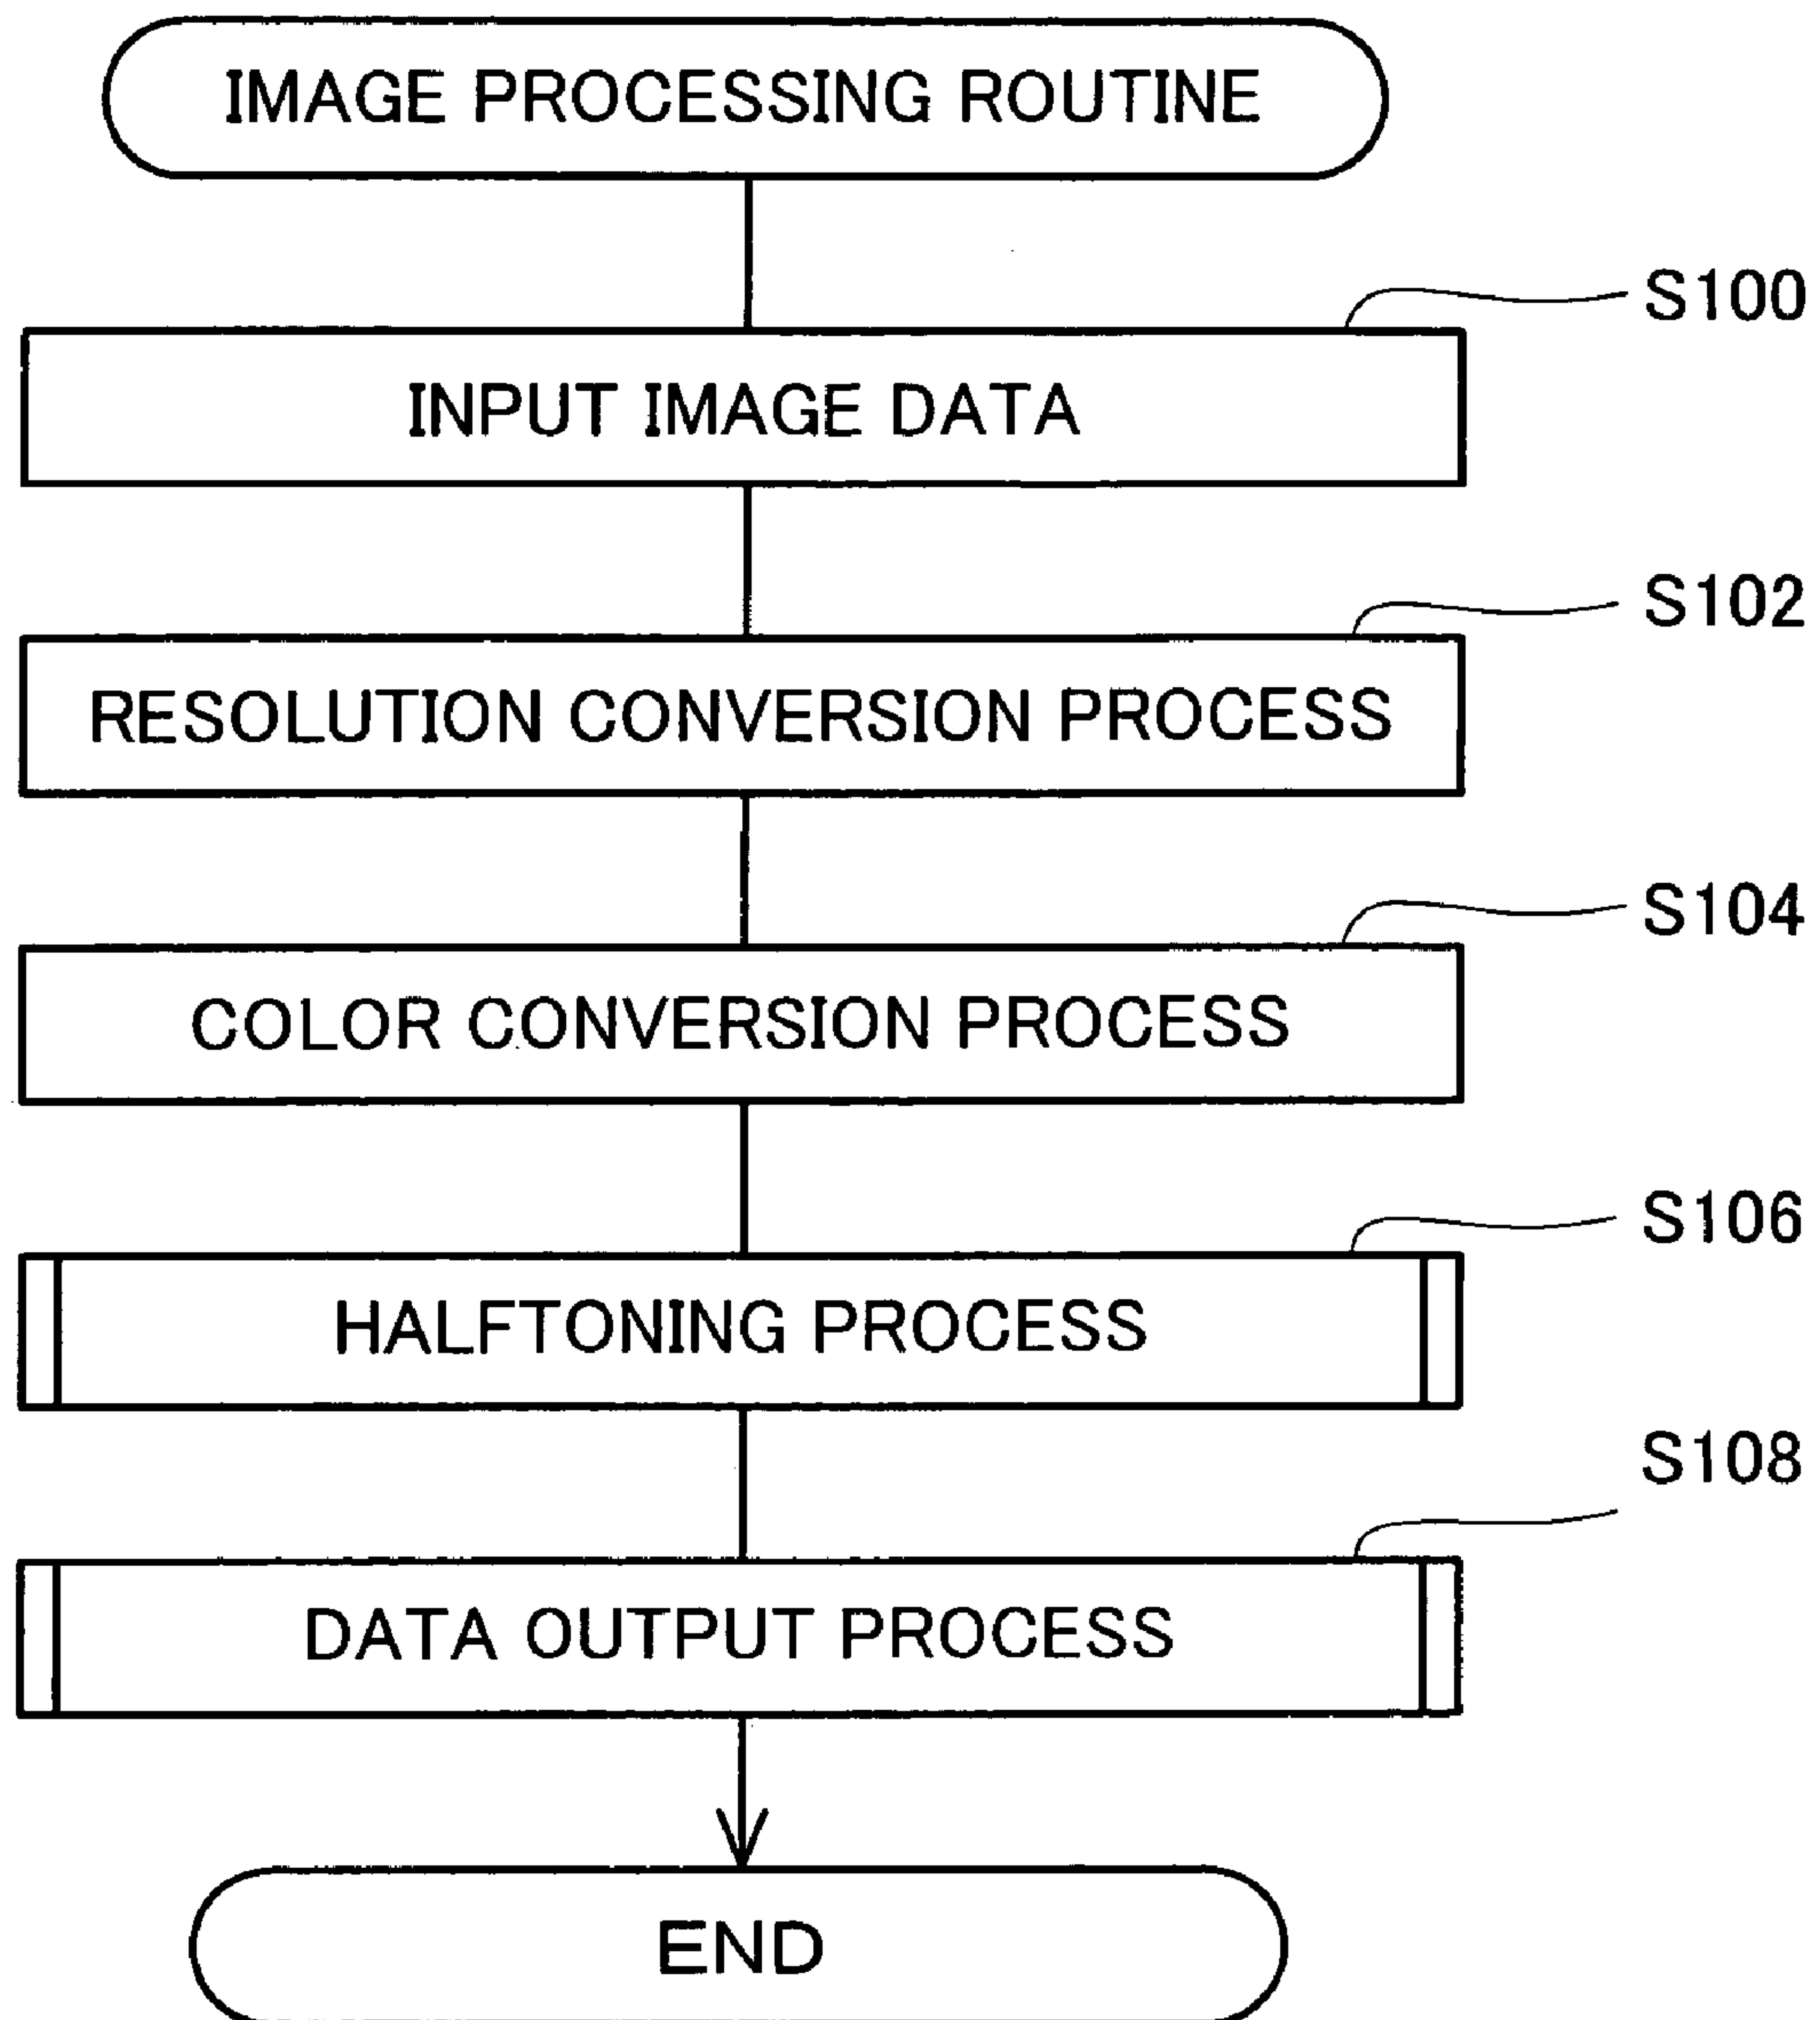 IMAGE PROCESSING ROUTINE
S100
INPUT IMAGE DATA
S102
RESOLUTION CONVERSION PROCESS
S104
COLOR CONVERSION PROCESS
S106
HALFTONING PROCESS
S108
DATA OUTPUT PROCESS
END